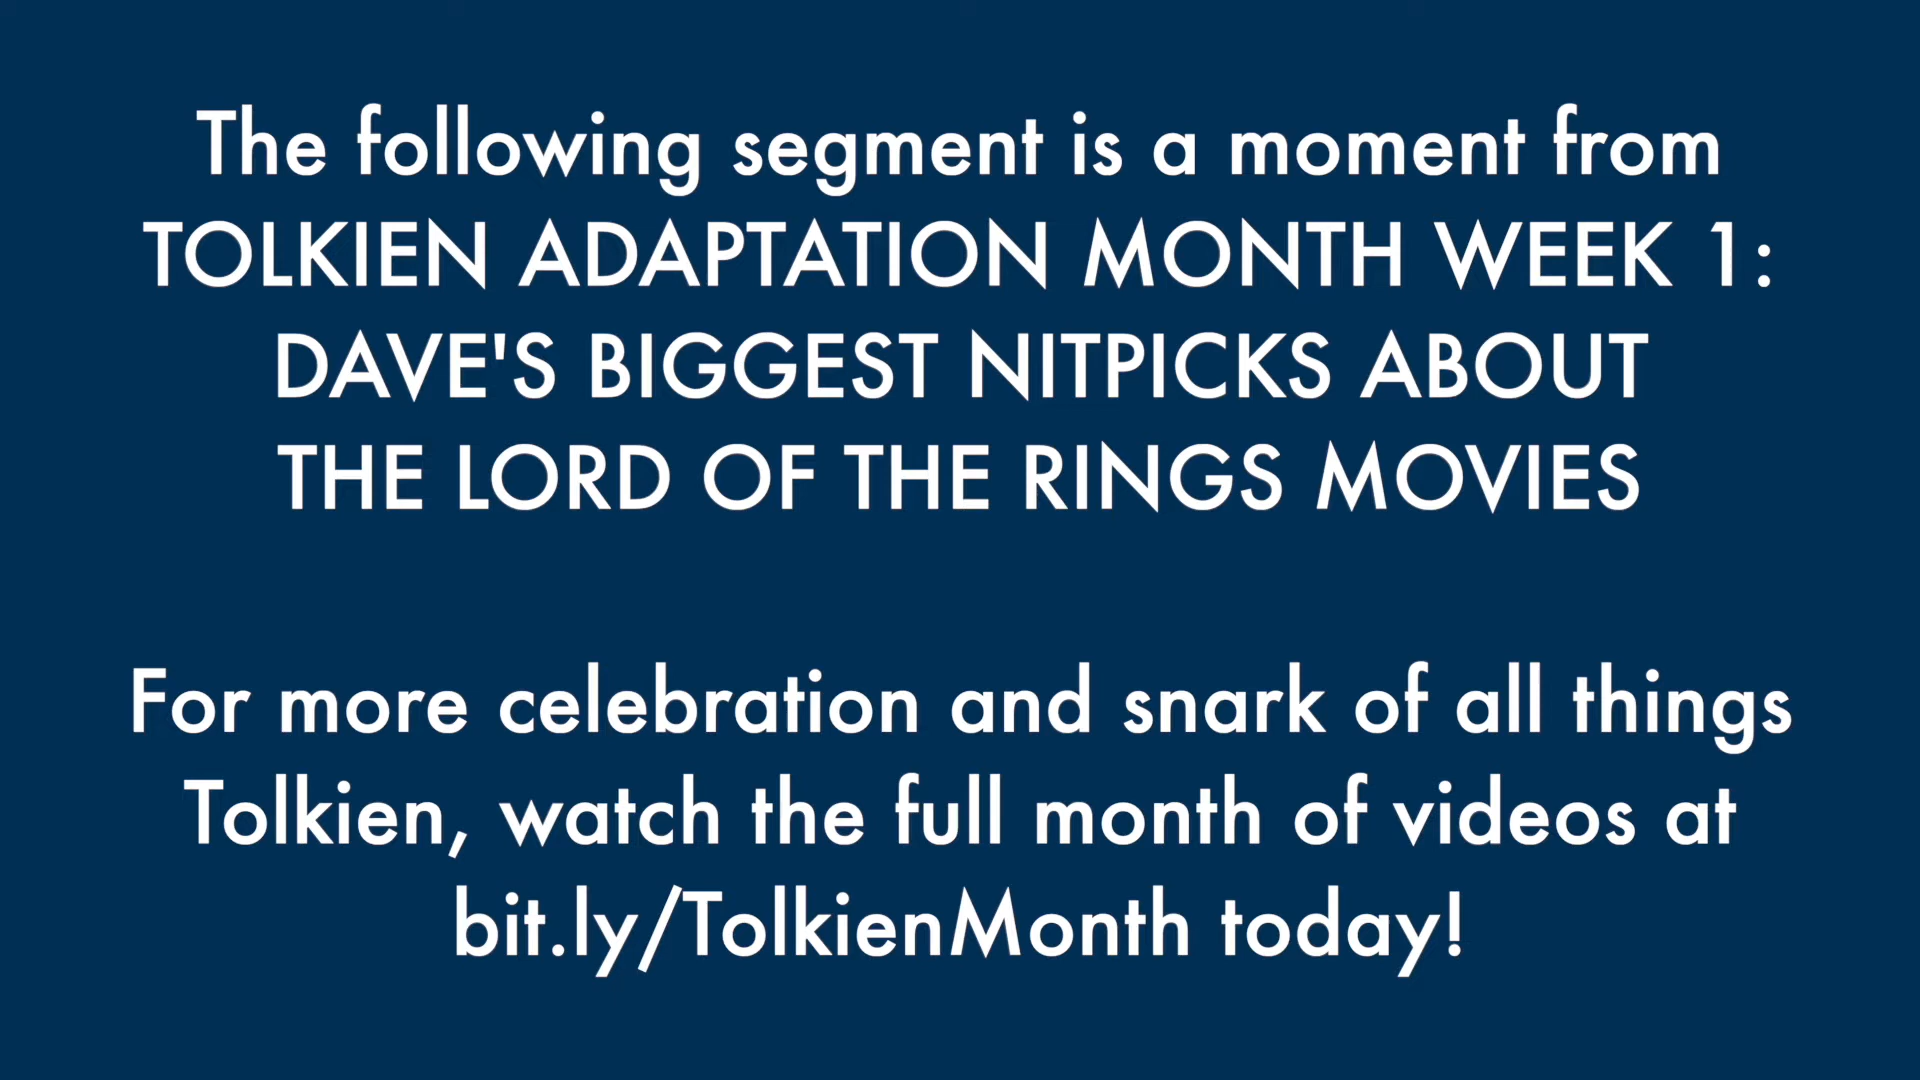 The following segment is a moment from
TOLKIEN ADAPTATION MONTH WEEK 1:
DAVE'S BIGGEST NITPICKS ABOUT
THE LORD OF THE RINGS MOVIES
For more celebration and snark of all things
Tolkien, watch the full month of videos at
bit.ly/TolkienMonth today!